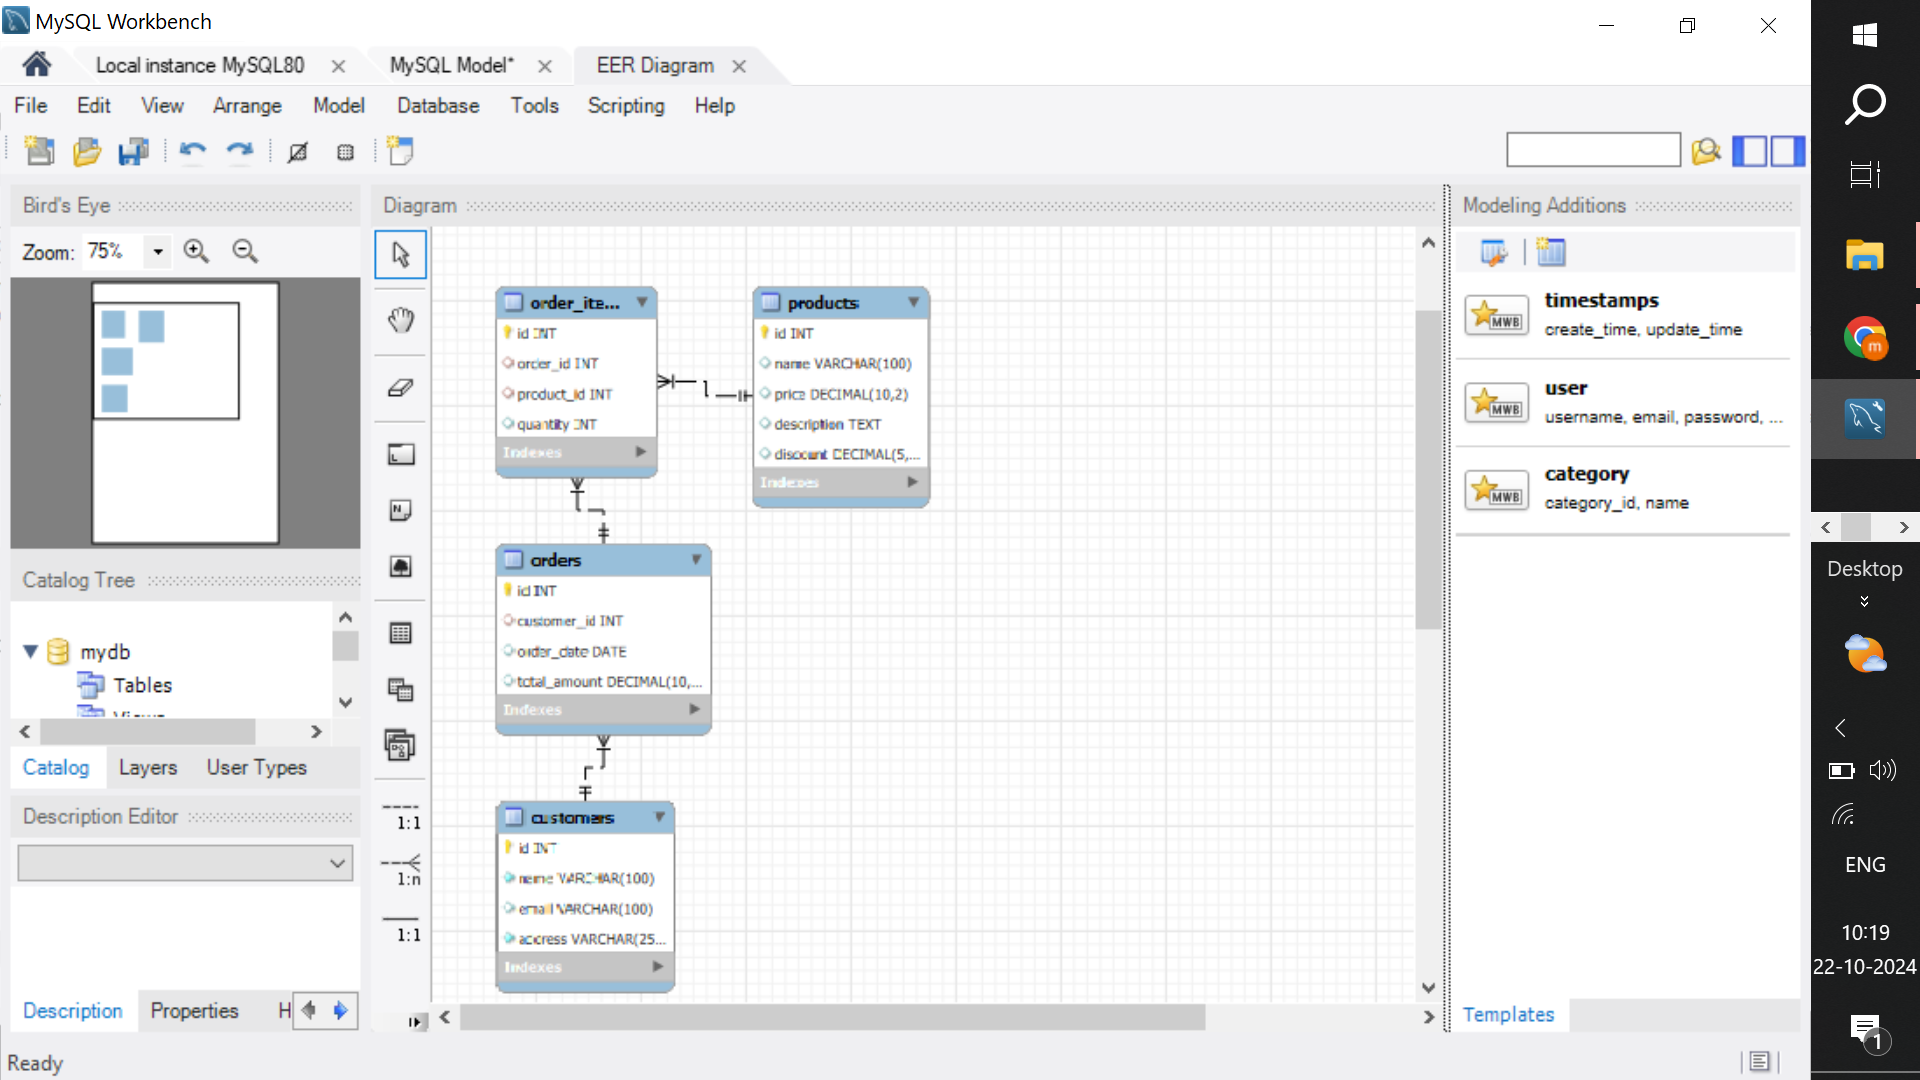 MySQL Workbench
Local instance MySQL80
MySQL Model*
EER Diagram
File Edit View Arrange Model Database Tools Scripting Help
Bird's Eye
Zoom: 75%
Catalog Tree
mydb
Tables
Views
Catalog Layers User Types
Description Editor
Description Properties H
Ready
Diagram
1:1
1:n
1:1
order_ite...
id INT
order_id INT
product_id INT
quantity INT
Indexes
products
id INT
name VARCHAR(100)
price DECIMAL(10,2)
description TEXT
discount DECIMAL(5,...
Indexes
orders
id INT
customer_id INT
order_date DATE
total_amount DECIMAL(10,...
Indexes
customers
id INT
name VARCHAR(100)
email VARCHAR(100)
address VARCHAR(25...
Indexes
Modeling Additions
MWB
timestamps
create_time, update_time
MWB
user
username, email, password, ...
MWB
category
category_id, name
Templates
m
Desktop
ENG
10:19
22-10-2024
1